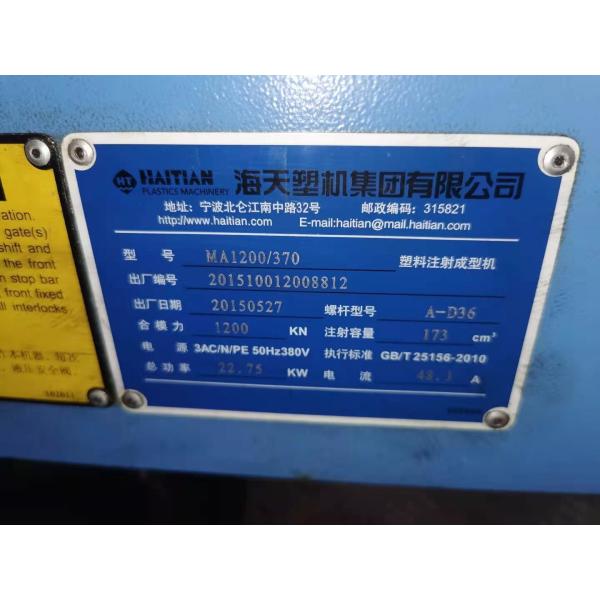 HT HAITIAN PLASTICS MACHINERY 海天塑机集团有限公司
地址: 宁波北仑江南中路32号 邮政编码: 315821
http://www.haitian.com E-mail:haitian@mail.haitian.com
型 号 MA1200/370 塑料注射成型机
出厂编号 201510012008812
出厂日期 20150527 螺杆型号 A-D36
合模力 1200 KN 注射容量 173 cm³
电 源 3AC/N/PE 50Hz380V 执行标准 GB/T 25156-2010
总功率 22.75 KW 电 流 48.1 A
ation.
gate(s)
shift and
the front
n stop bar
front fixed
ll interlocks